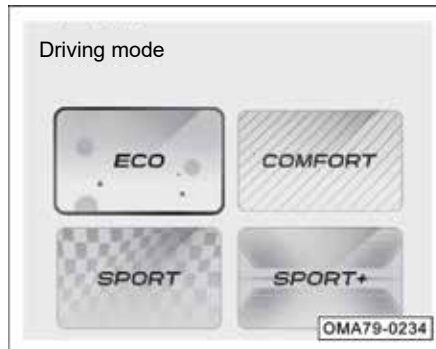 Driving mode
ECO
COMFORT
SPORT
SPORT+
OMA79-0234